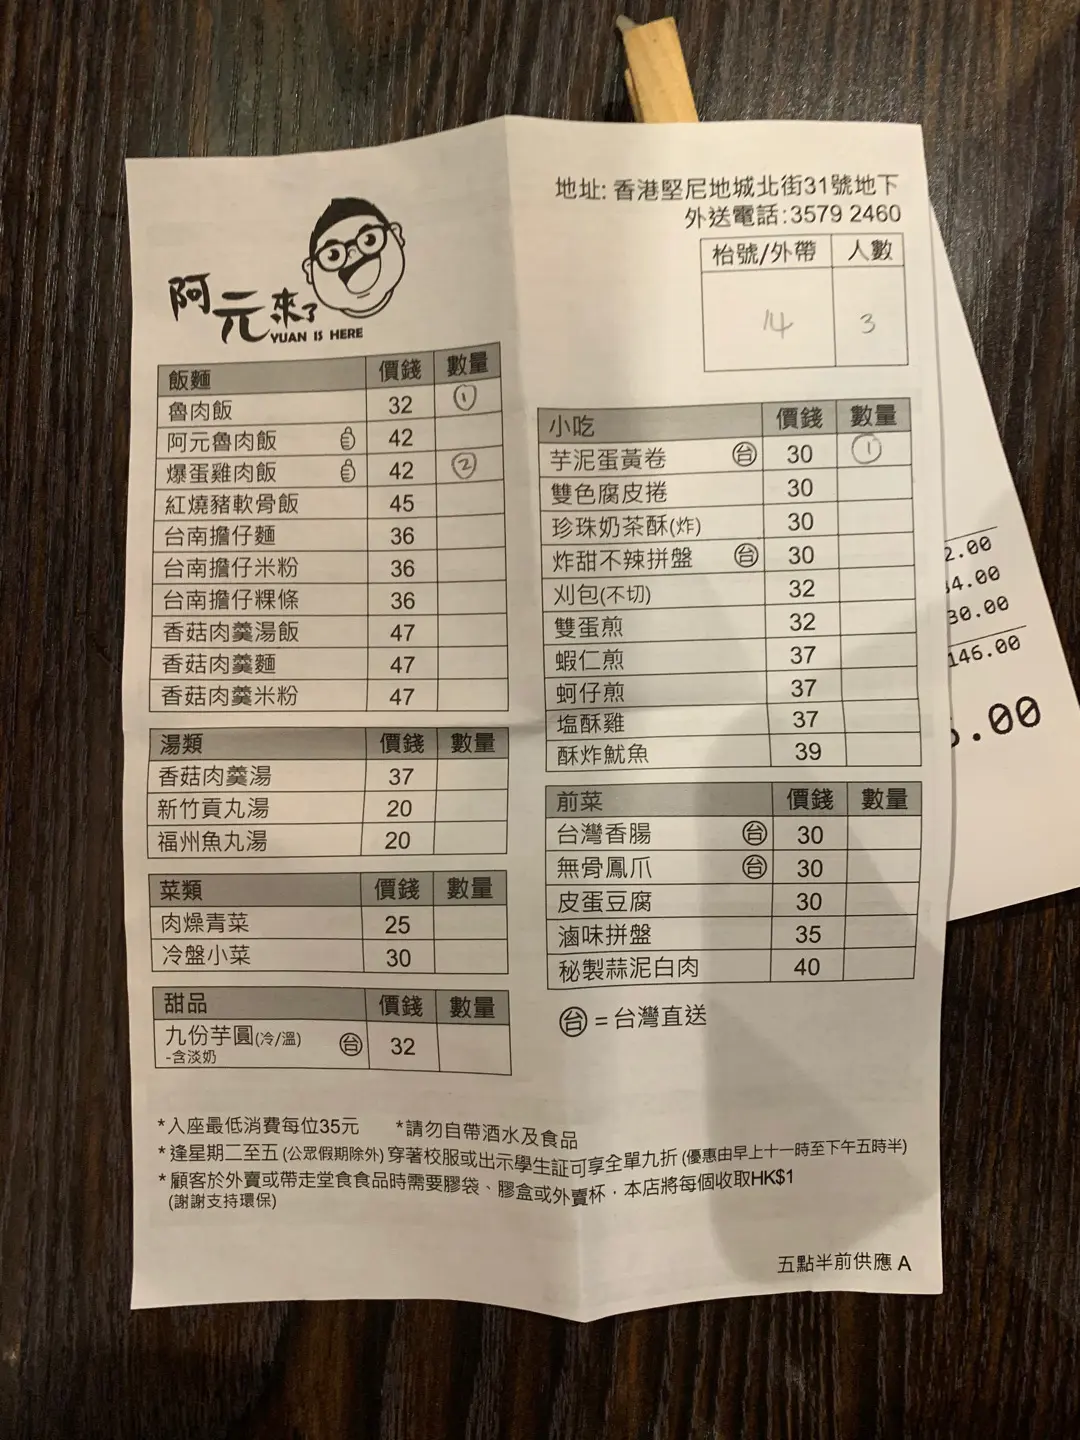 地址: 香港堅尼地城北街31號地下
外送電話:3579 2460
枱號/外帶 人數
14 3
阿元來了
YUAN IS HERE
飯麵 價錢 數量
魯肉飯 32 ①
阿元魯肉飯 42
爆蛋雞肉飯 42 ②
紅燒豬軟骨飯 45
台南擔仔麵 36
台南擔仔米粉 36
台南擔仔粿條 36
香菇肉羹湯飯 47
香菇肉羹麵 47
香菇肉羹米粉 47
湯類 價錢 數量
香菇肉羹湯 37
新竹貢丸湯 20
福州魚丸湯 20
菜類 價錢 數量
肉燥青菜 25
冷盤小菜 30
甜品 價錢 數量
九份芋圓(冷/溫) 台 32
-含淡奶
小吃 價錢 數量
芋泥蛋黃卷 台 30 ①
雙色腐皮捲 30
珍珠奶茶酥(炸) 30
炸甜不辣拼盤 台 30
刈包(不切) 32
雙蛋煎 32
蝦仁煎 37
蚵仔煎 37
塩酥雞 37
酥炸魷魚 39
前菜 價錢 數量
台灣香腸 台 30
無骨鳳爪 台 30
皮蛋豆腐 30
滷味拼盤 35
秘製蒜泥白肉 40
台 = 台灣直送
*入座最低消費每位35元 *請勿自帶酒水及食品
*逢星期二至五 (公眾假期除外) 穿著校服或出示學生証可享全單九折 (優惠由早上十一時至下午五時半)
*顧客於外賣或帶走堂食食品時需要膠袋、膠盒或外賣杯，本店將每個收取HK$1
(謝謝支持環保)
五點半前供應 A
2.00
4.00
30.00
146.00
.00